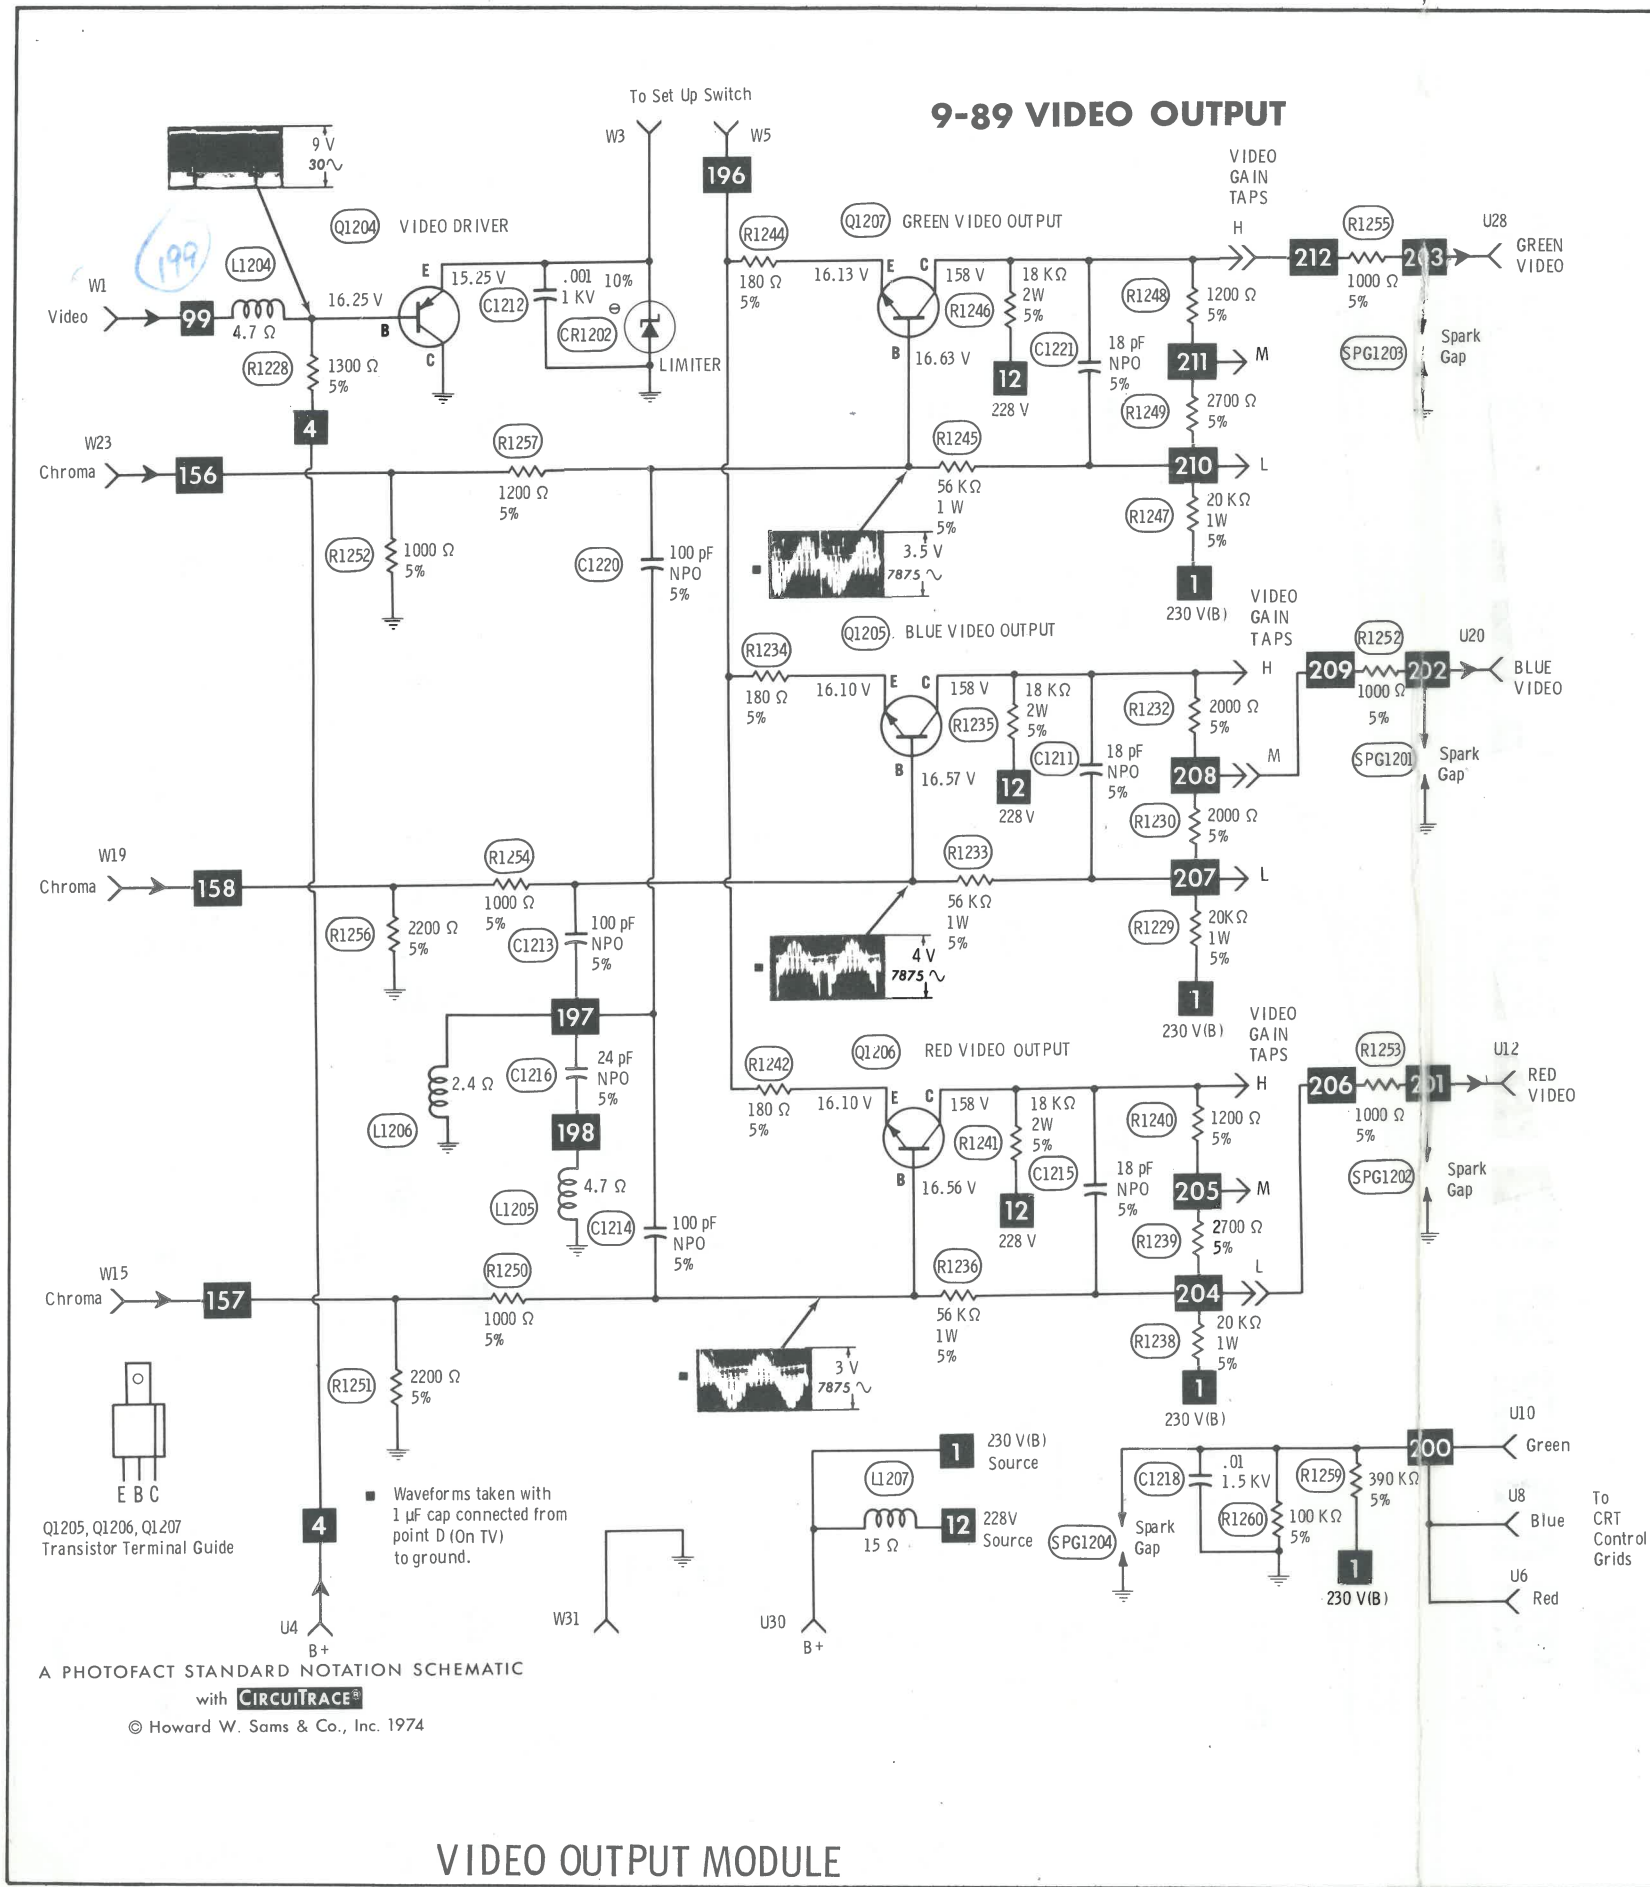 To Set Up Switch
W3
W5
9-89 VIDEO OUTPUT
196
9 V
30~
199
Q1204
VIDEO DRIVER
L1204
W1
Video
99
4.7 Ω
16.25 V
E
B
C
15.25 V
C1212
.001
1 KV
10%
⊖
CR1202
LIMITER
R1228
1300 Ω
5%
4
R1244
180 Ω
5%
Q1207
GREEN VIDEO OUTPUT
16.13 V
E
C
B
158 V
16.63 V
18 KΩ
2W
5%
R1246
12
228 V
C1221
18 pF
NPO
5%
R1248
1200 Ω
5%
211
M
R1249
2700 Ω
5%
VIDEO
GAIN
TAPS
H
212
R1255
1000 Ω
5%
203
U28
GREEN
VIDEO
SPG1203
Spark
Gap
W23
Chroma
156
R1257
1200 Ω
5%
R1252
1000 Ω
5%
C1220
100 pF
NPO
5%
R1245
56 KΩ
1 W
5%
■
3.5 V
7875 ~
210
L
R1247
20 KΩ
1W
5%
1
230 V(B)
Q1205.
BLUE VIDEO OUTPUT
R1234
180 Ω
5%
16.10 V
E
C
B
158 V
16.57 V
R1235
18 KΩ
2W
5%
12
228 V
C1211
18 pF
NPO
5%
R1232
2000 Ω
5%
208
M
R1230
2000 Ω
5%
VIDEO
GAIN
TAPS
H
209
R1252
1000 Ω
5%
202
U20
BLUE
VIDEO
SPG1201
Spark
Gap
W19
Chroma
158
R1254
1000 Ω
5%
R1256
2200 Ω
5%
C1213
100 pF
NPO
5%
R1233
56 KΩ
1W
5%
■
4 V
7875 ~
207
L
R1229
20KΩ
1W
5%
1
230 V(B)
197
2.4 Ω
L1206
C1216
24 pF
NPO
5%
198
L1205
4.7 Ω
C1214
100 pF
NPO
5%
Q1206
RED VIDEO OUTPUT
R1242
180 Ω
5%
16.10 V
E
C
B
158 V
16.56 V
R1241
18 KΩ
2W
5%
12
228 V
C1215
18 pF
NPO
5%
R1240
1200 Ω
5%
205
M
R1239
2700 Ω
5%
VIDEO
GAIN
TAPS
H
206
R1253
1000 Ω
5%
201
U12
RED
VIDEO
SPG1202
Spark
Gap
W15
Chroma
157
R1250
1000 Ω
5%
R1251
2200 Ω
5%
R1236
56 KΩ
1W
5%
■
3 V
7875 ~
204
L
R1238
20 KΩ
1W
5%
1
230 V(B)
E B C
Q1205, Q1206, Q1207
Transistor Terminal Guide
4
U4
B+
■ Waveforms taken with
1 µF cap connected from
point D (On TV)
to ground.
W31
U30
B+
1
230 V(B)
Source
L1207
15 Ω
12
228V
Source
SPG1204
Spark
Gap
C1218
.01
1.5 KV
R1260
100 KΩ
5%
R1259
390 KΩ
5%
1
230 V(B)
200
U10
Green
U8
Blue
U6
Red
To
CRT
Control
Grids
A PHOTOFACT STANDARD NOTATION SCHEMATIC
with CIRCUITRACE®
© Howard W. Sams & Co., Inc. 1974
VIDEO OUTPUT MODULE